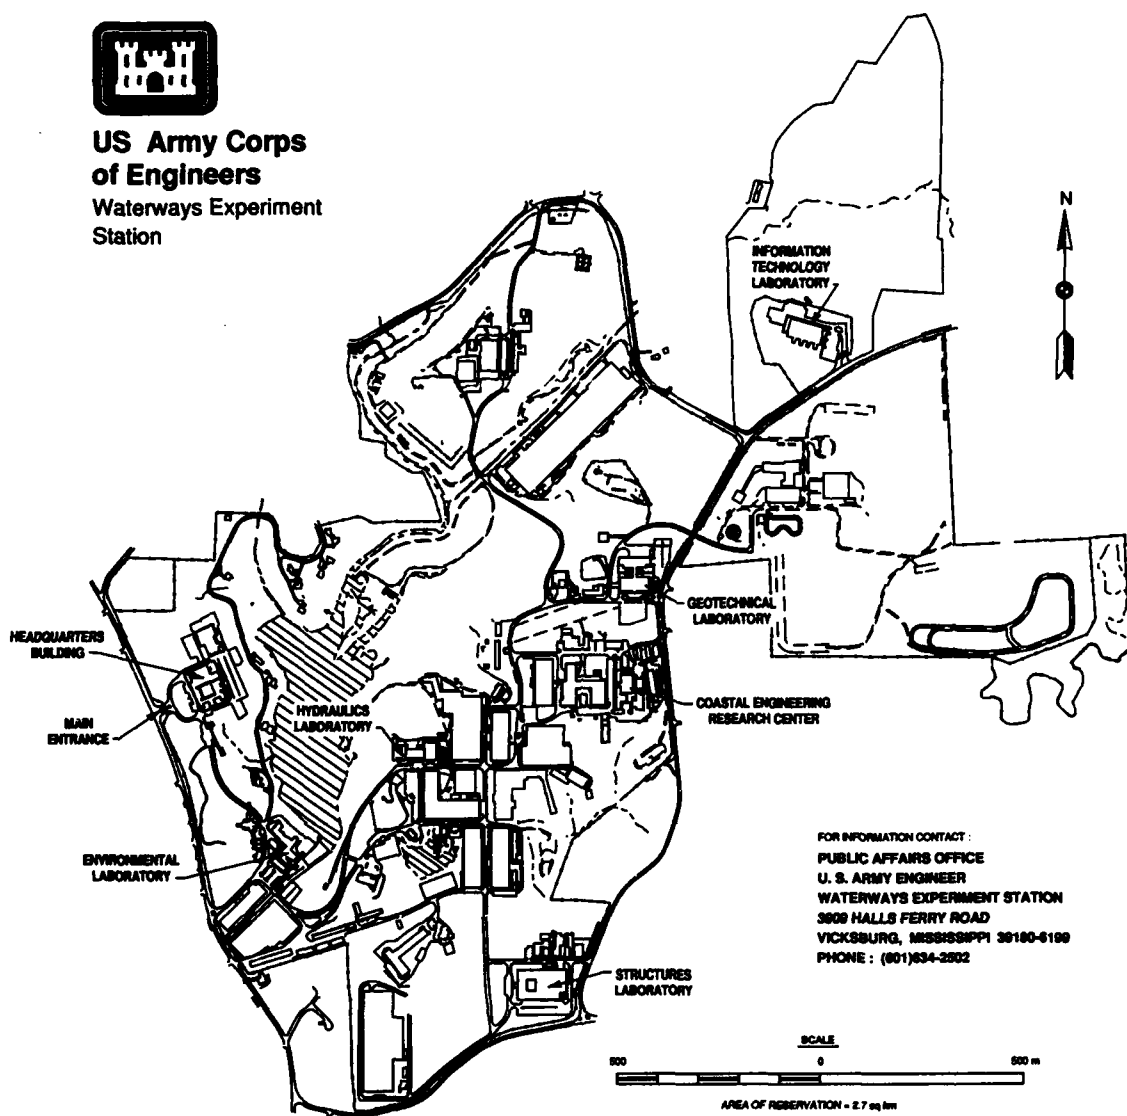 US Army Corps
of Engineers
Waterways Experiment
Station
N
INFORMATION
TECHNOLOGY
LABORATORY
GEOTECHNICAL
LABORATORY
HEADQUARTERS
BUILDING
MAIN
ENTRANCE
HYDRAULICS
LABORATORY
COASTAL ENGINEERING
RESEARCH CENTER
ENVIRONMENTAL
LABORATORY
STRUCTURES
LABORATORY
FOR INFORMATION CONTACT :
PUBLIC AFFAIRS OFFICE
U. S. ARMY ENGINEER
WATERWAYS EXPERIMENT STATION
3909 HALLS FERRY ROAD
VICKSBURG, MISSISSIPPI 39180-6199
PHONE : (601)634-2502
SCALE
500 0 500 m
AREA OF RESERVATION = 2.7 sq km